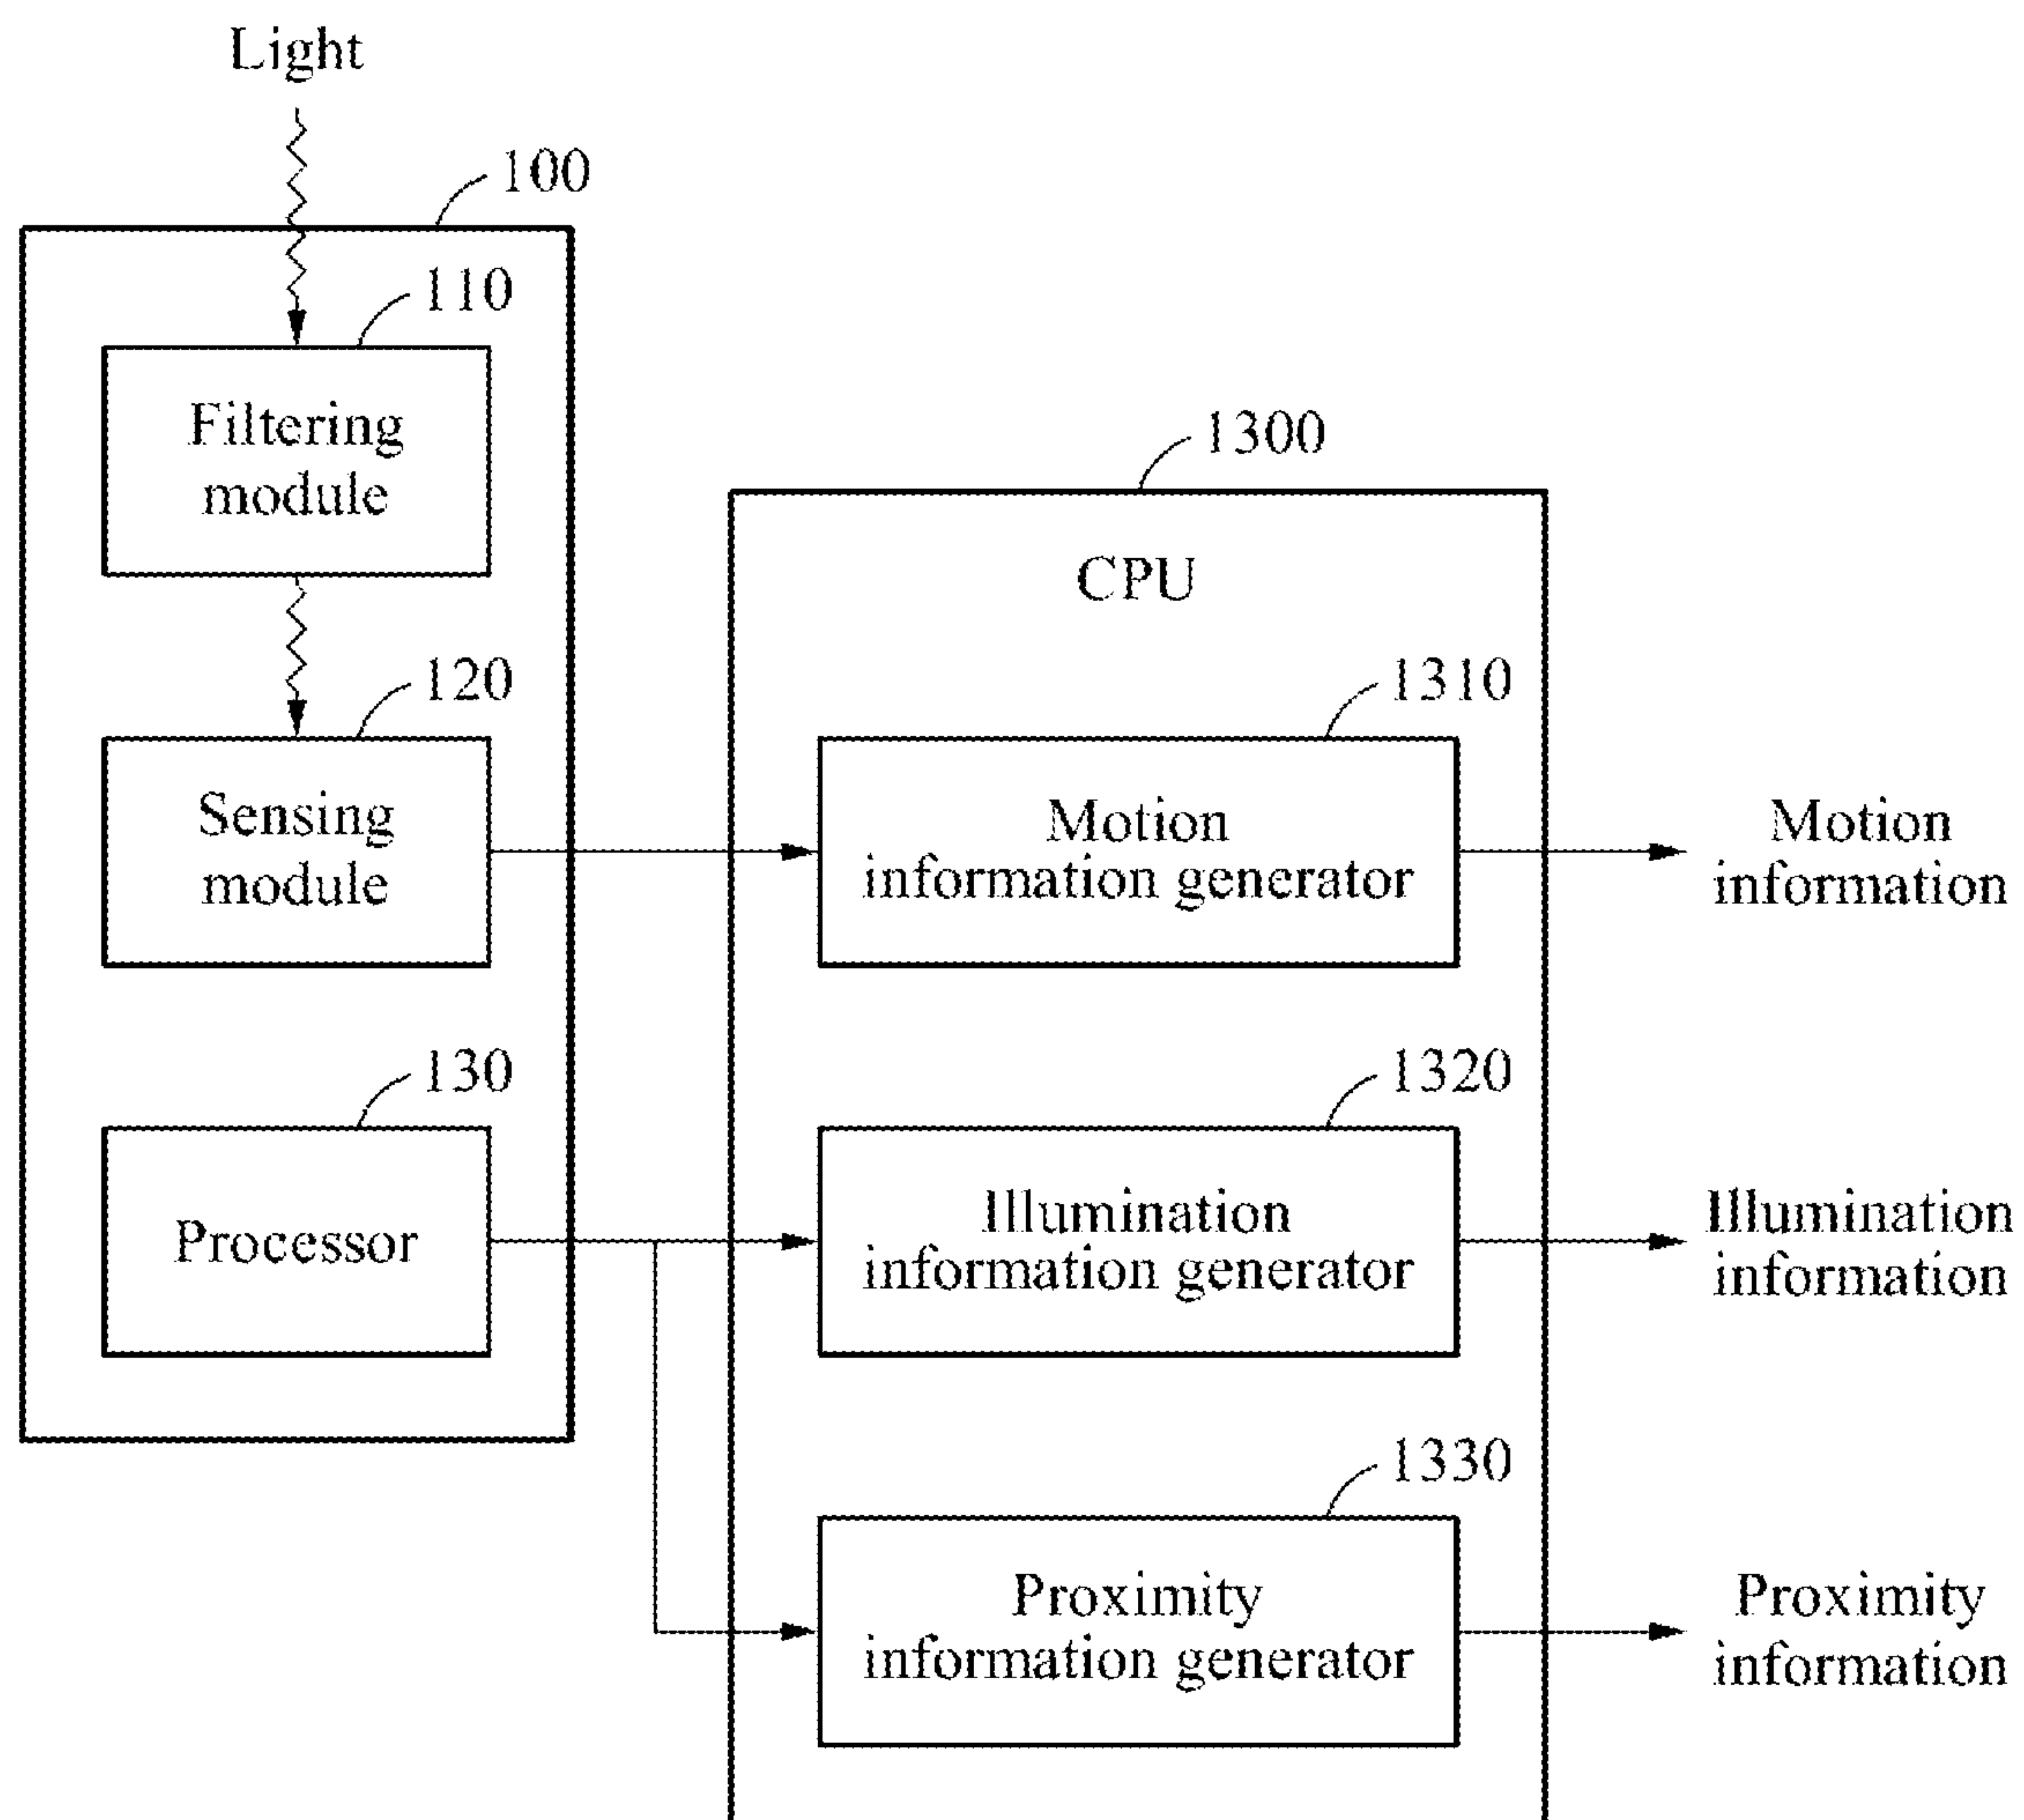 Light
100
110
Filtering
module
1300
CPU
120
Sensing
module
1310
Motion
information generator
Motion
information
130
Processor
1320
Illumination
information generator
Illumination
information
1330
Proximity
information generator
Proximity
information